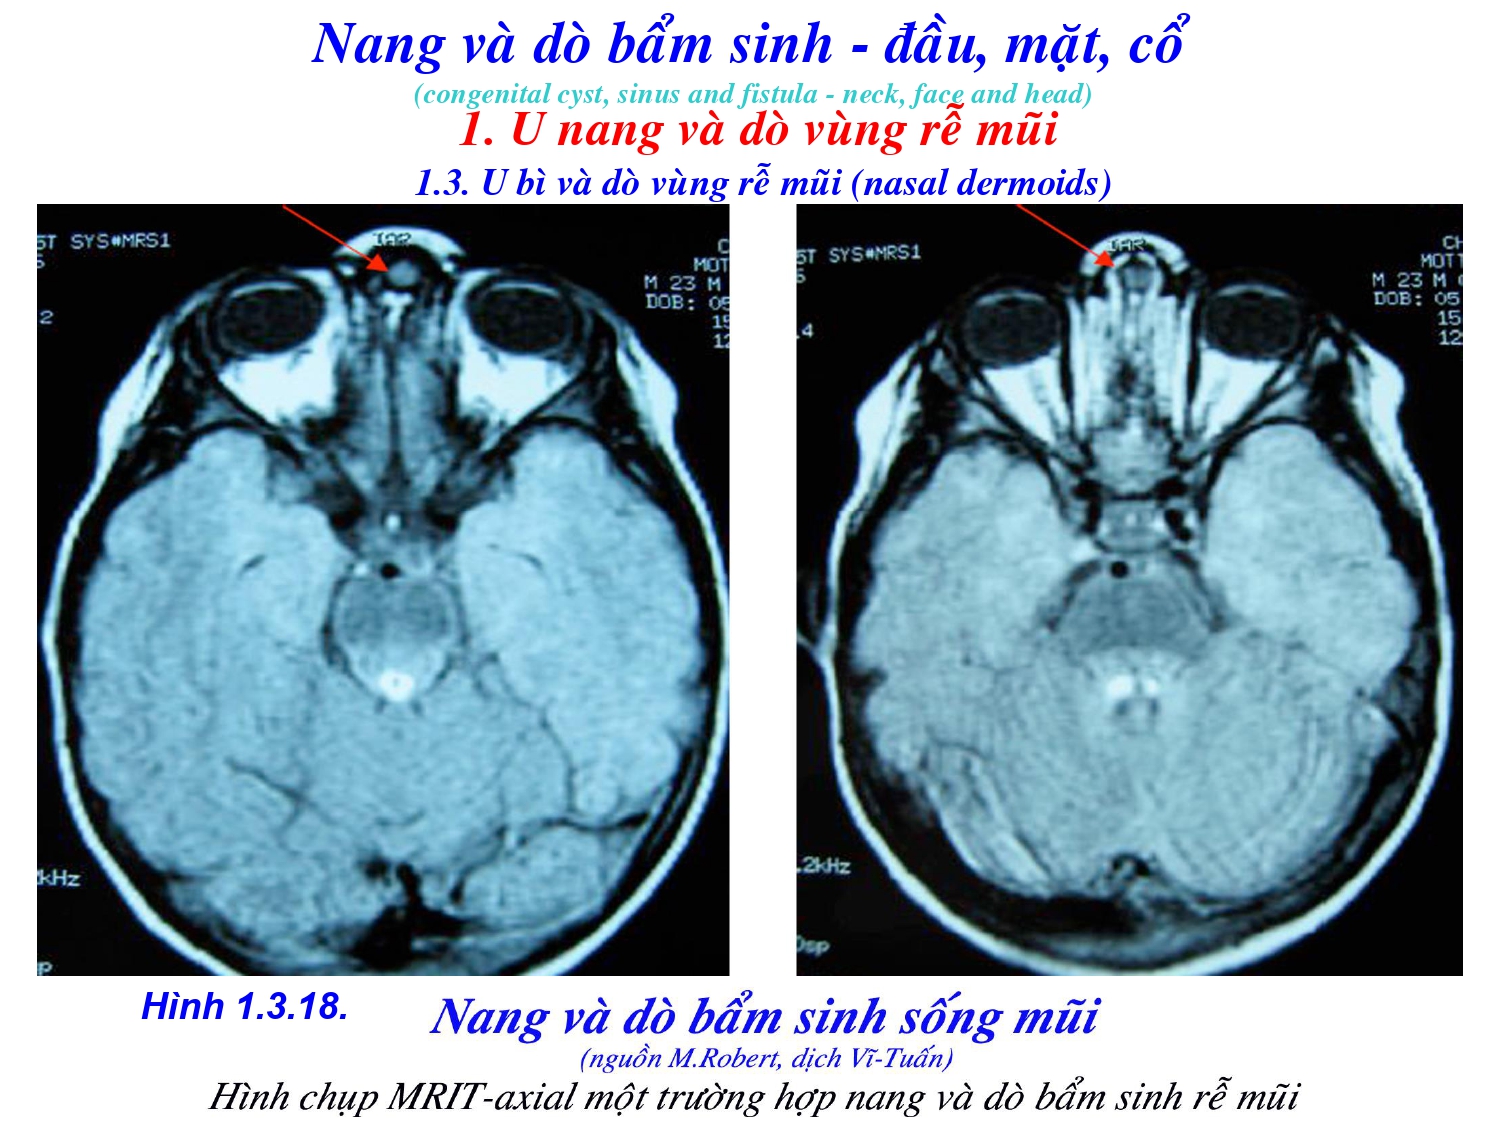 Nang và dò bẩm sinh - đầu, mặt, cổ
(congenital cyst, sinus and fistula - neck, face and head)
1. U nang và dò vùng rễ mũi
1.3. U bì và dò vùng rễ mũi (nasal dermoids)
5T SYS#MRS1
5
IAR
C
MOT
M 23 M
DOB: 05
15
12
2
kHz
p
5T SYS#MRS1
5
IAR
CH
MOTT
M 23 M
DOB: 05
15
12
.4
.2kHz
0sp
Hình 1.3.18.
Nang và dò bẩm sinh sống mũi
(nguồn M.Robert, dịch Vĩ-Tuấn)
Hình chụp MRIT-axial một trường hợp nang và dò bẩm sinh rễ mũi